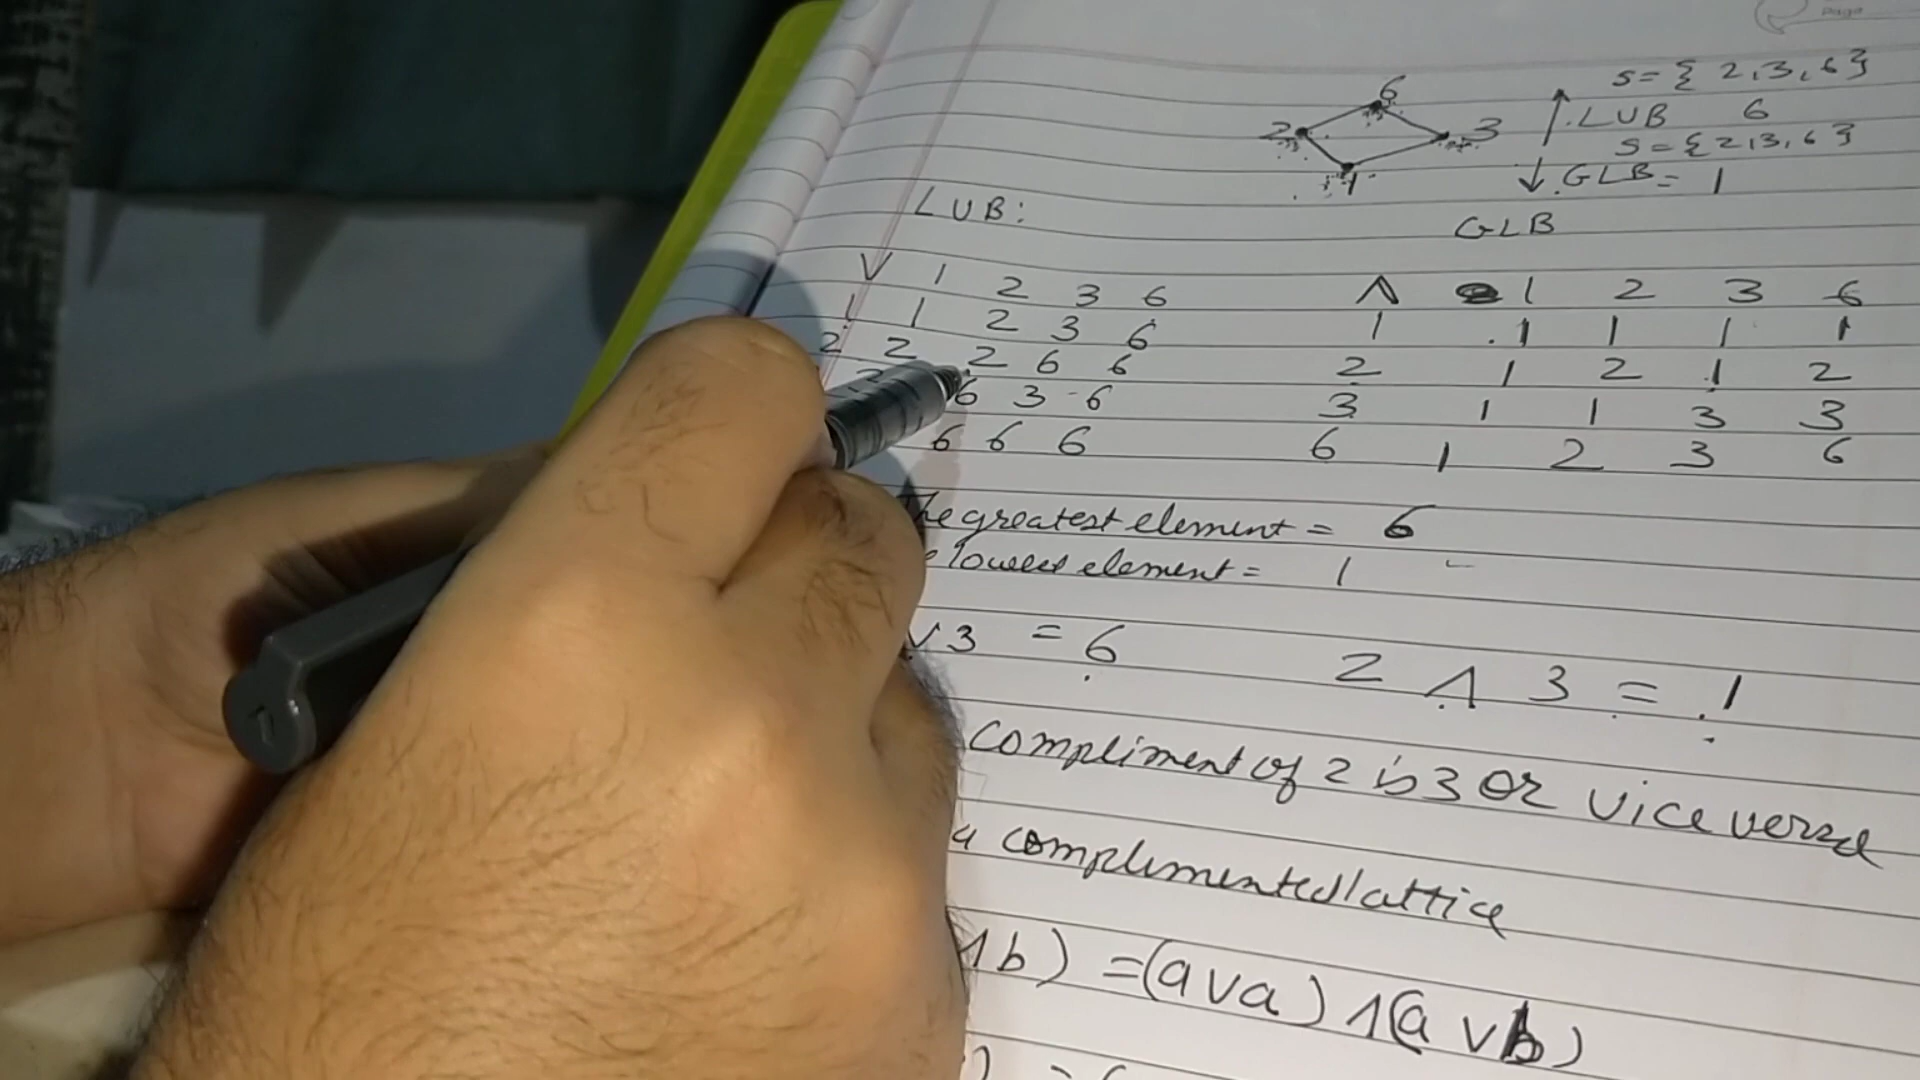 Page
S = { 2, 3, 6 }
6
↑ LUB 6
2 3
S = { 2, 3, 6 }
1
↓ GLB = 1
LUB:
GLB
∨ 1 2 3 6
1 1 2 3 6
2 2 2 6 6
6 3 6
6 6 6
∧ 1 2 3 6
1 1 1 1 1
2 1 2 1 2
3 1 1 3 3
6 1 2 3 6
The greatest element = 6
lowest element = 1
∨ 3 = 6 2 ∧ 3 = 1
compliment of 2 is 3 or vice versa
a complimented lattice
∧ b) = (a ∨ a) ∧ (a ∨ b)